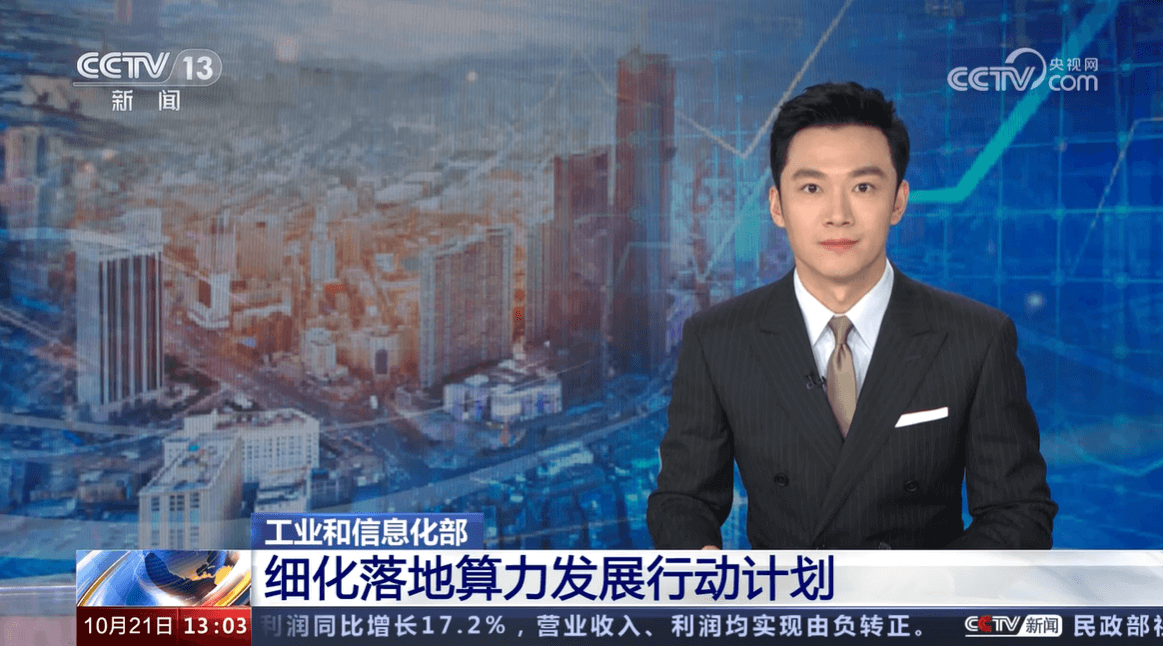 CCTV 13
新闻
央视网
CCTV com
工业和信息化部
细化落地算力发展行动计划
10月21日 13:03 利润同比增长17.2%，营业收入、利润均实现由负转正。 CCTV 新闻 民政部